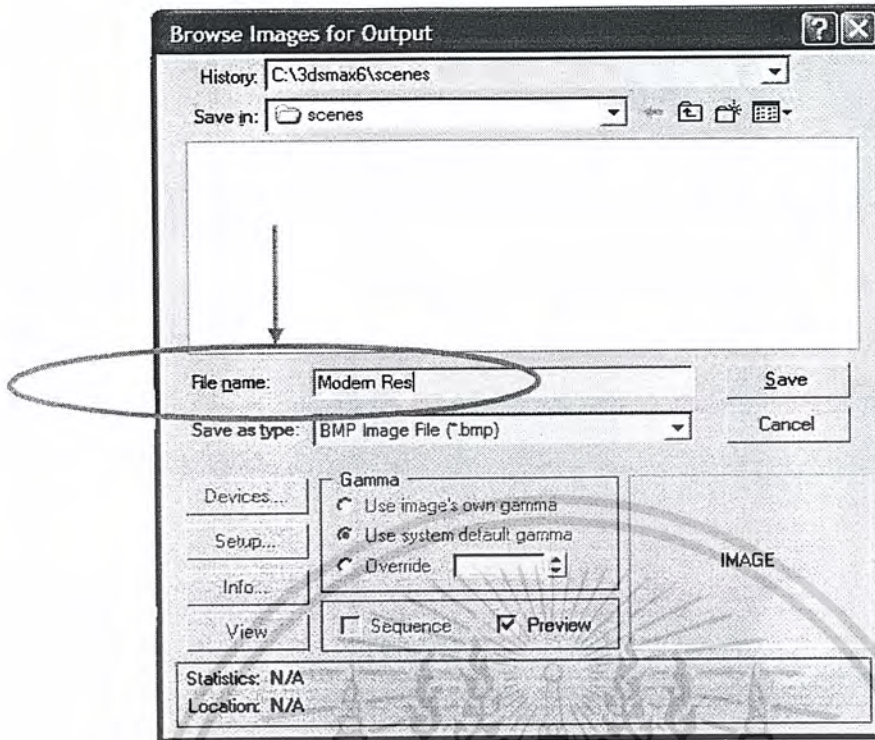 Browse Images for Output
History: C:\3dsmax6\scenes
Save in: scenes
File name: Modern Res
Save
Save as type: BMP Image File (*.bmp)
Cancel
Devices...
Setup...
Info...
View
Gamma
Use image's own gamma
Use system default gamma
Override
Sequence
Preview
IMAGE
Statistics: N/A
Location: N/A